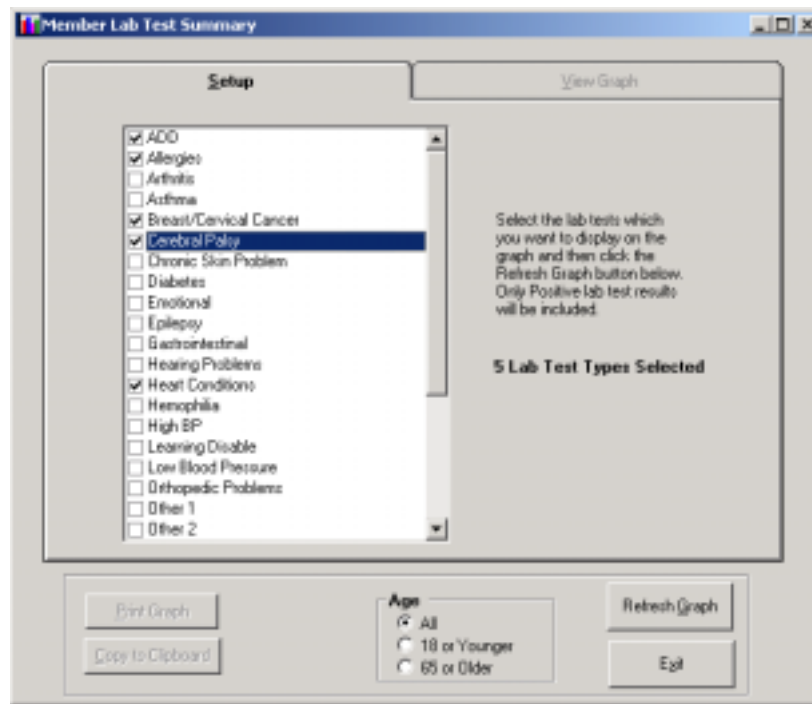 Member Lab Test Summary
Setup
View Graph
ADD
Allergies
Arthritis
Asthma
Breast/Cervical Cancer
Cerebral Palsy
Chronic Skin Problem
Diabetes
Emotional
Epilepsy
Gastrointestinal
Hearing Problems
Heart Conditions
Hemophilia
High BP
Learning Disable
Low Blood Pressure
Orthopedic Problems
Other 1
Other 2
Select the lab tests which
you want to display on the
graph and then click the
Refresh Graph button below.
Only Positive lab test results
will be included.
5 Lab Test Types Selected
Print Graph
Copy to Clipboard
Age
All
18 or Younger
65 or Older
Refresh Graph
Exit